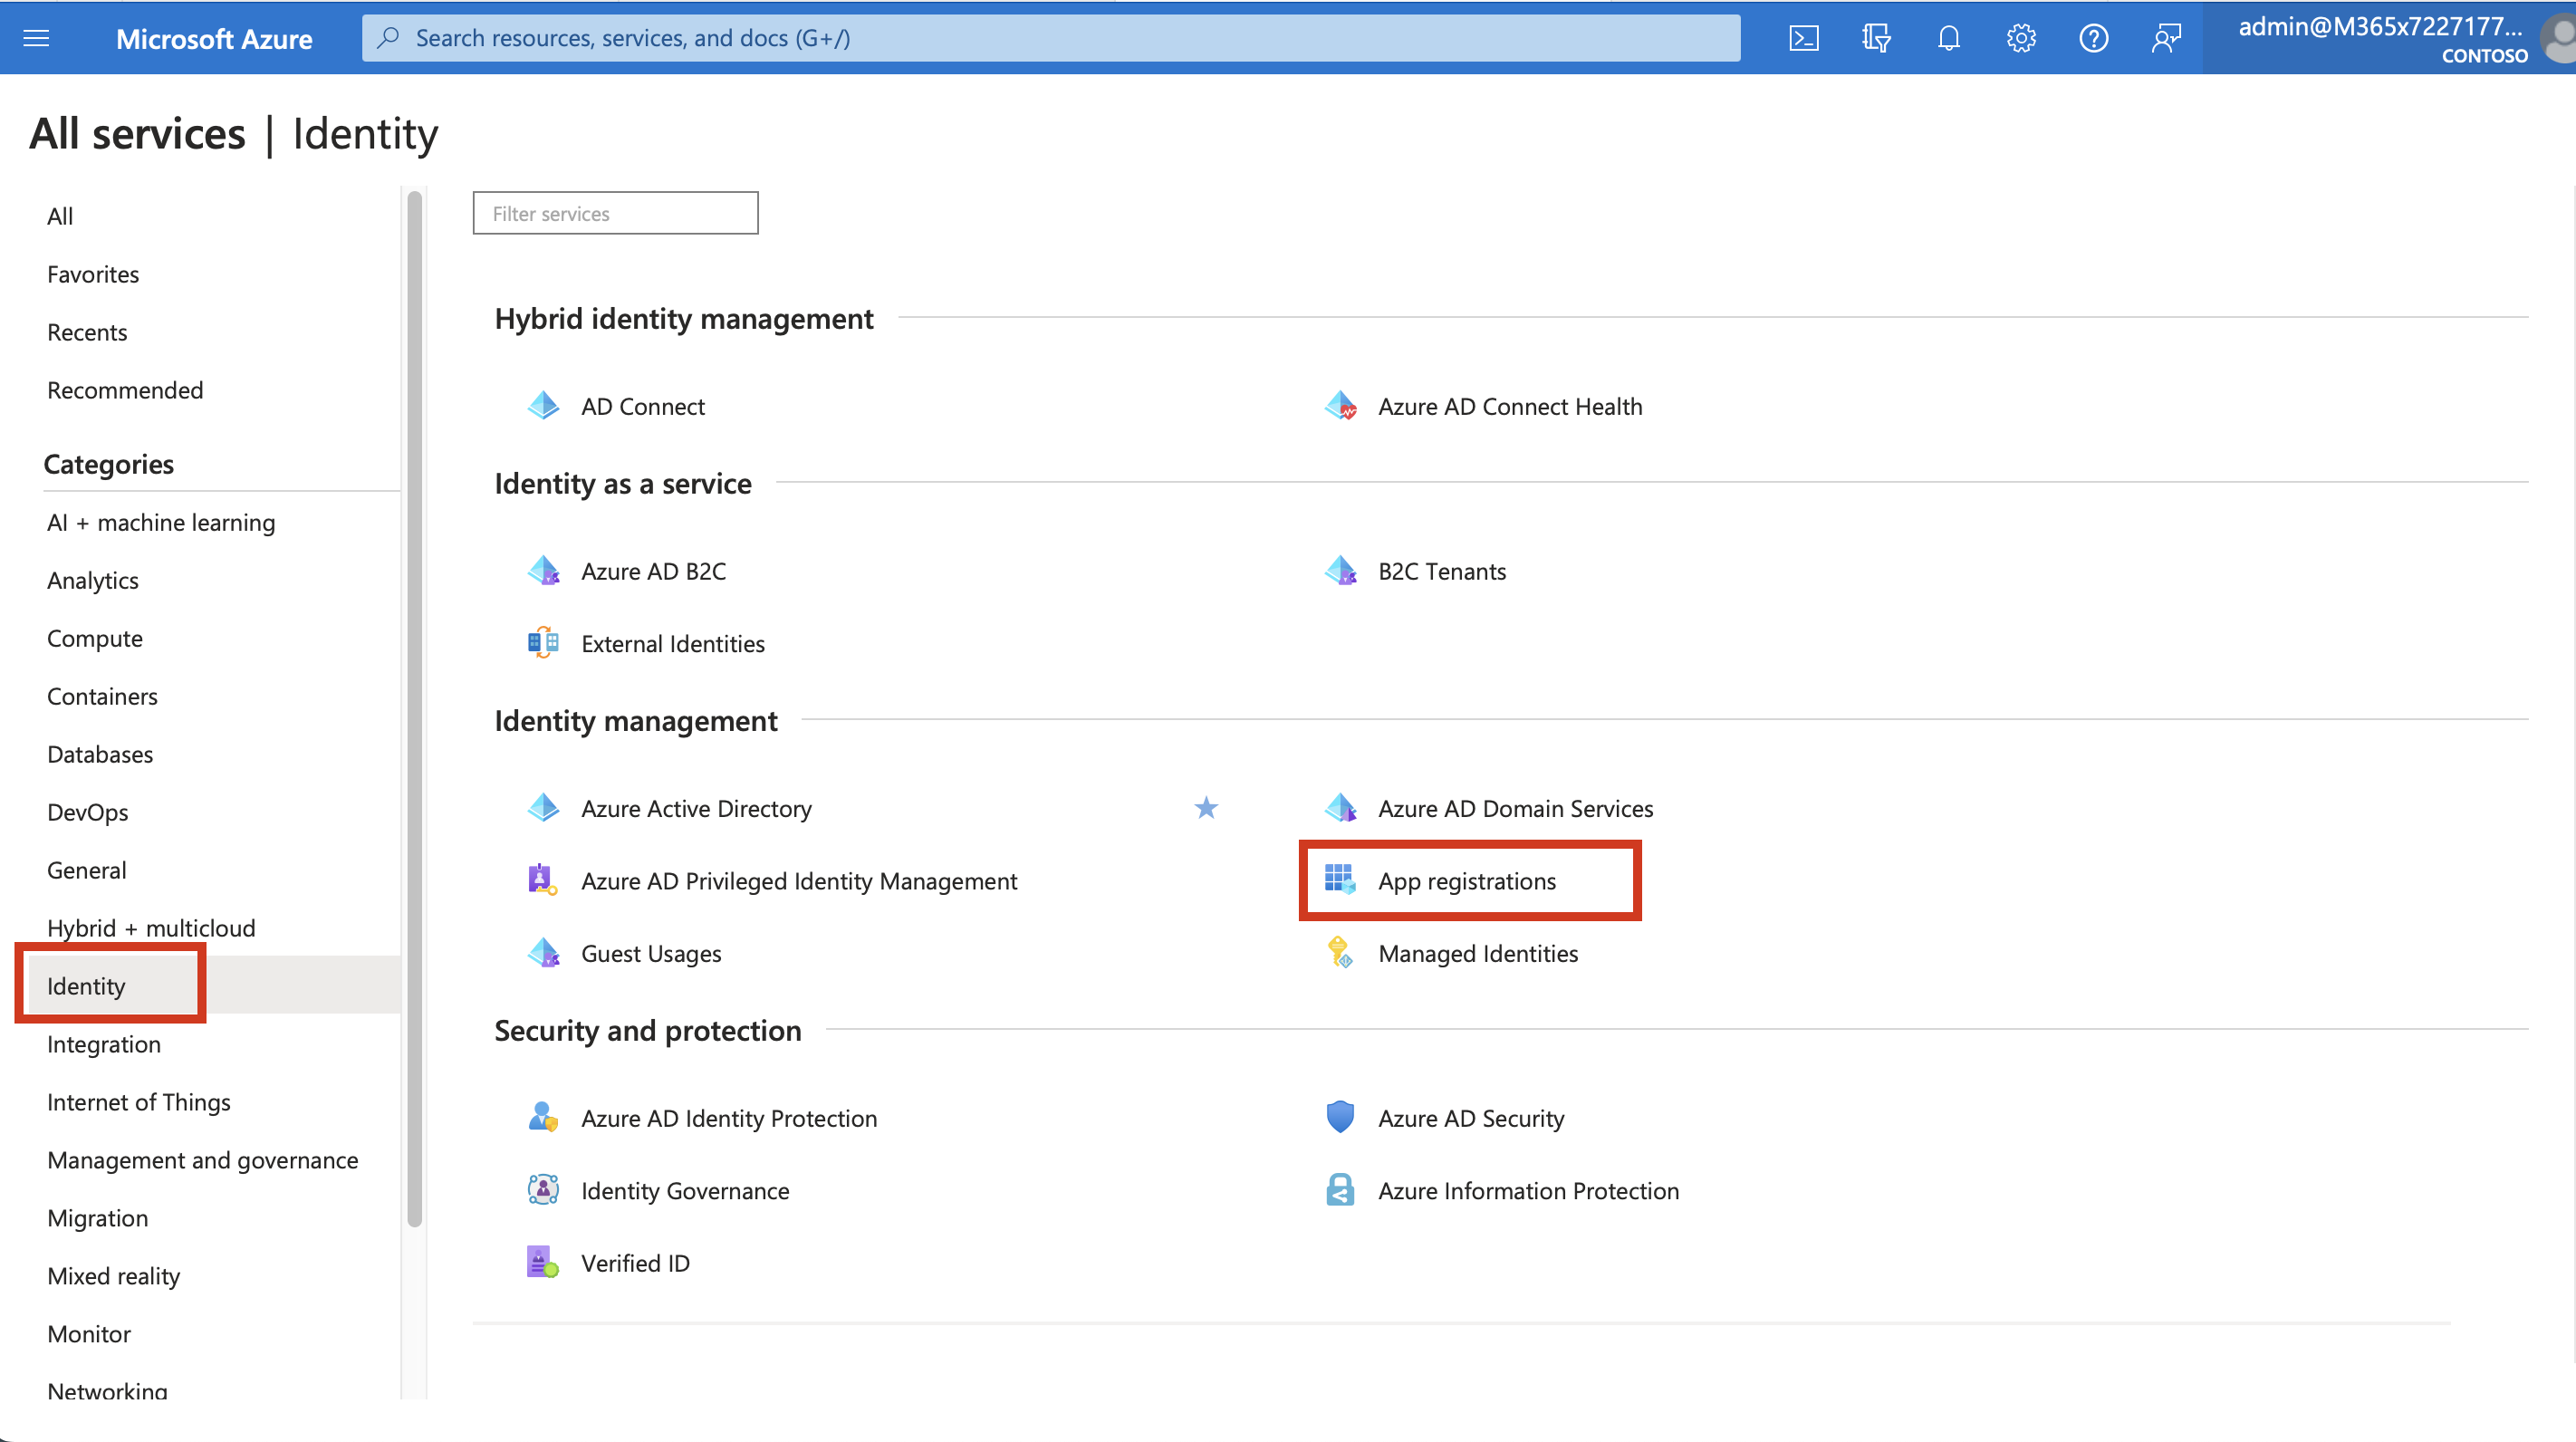 Microsoft Azure
Search resources, services, and docs (G+/)
admin@M365x7227177...
CONTOSO
All services | Identity
All
Favorites
Recents
Recommended
Categories
AI + machine learning
Analytics
Compute
Containers
Databases
DevOps
General
Hybrid + multicloud
Identity
Integration
Internet of Things
Management and governance
Migration
Mixed reality
Monitor
Networking
Filter services
Hybrid identity management
AD Connect
Azure AD Connect Health
Identity as a service
Azure AD B2C
B2C Tenants
External Identities
Identity management
Azure Active Directory
Azure AD Domain Services
Azure AD Privileged Identity Management
App registrations
Guest Usages
Managed Identities
Security and protection
Azure AD Identity Protection
Azure AD Security
Identity Governance
Azure Information Protection
Verified ID